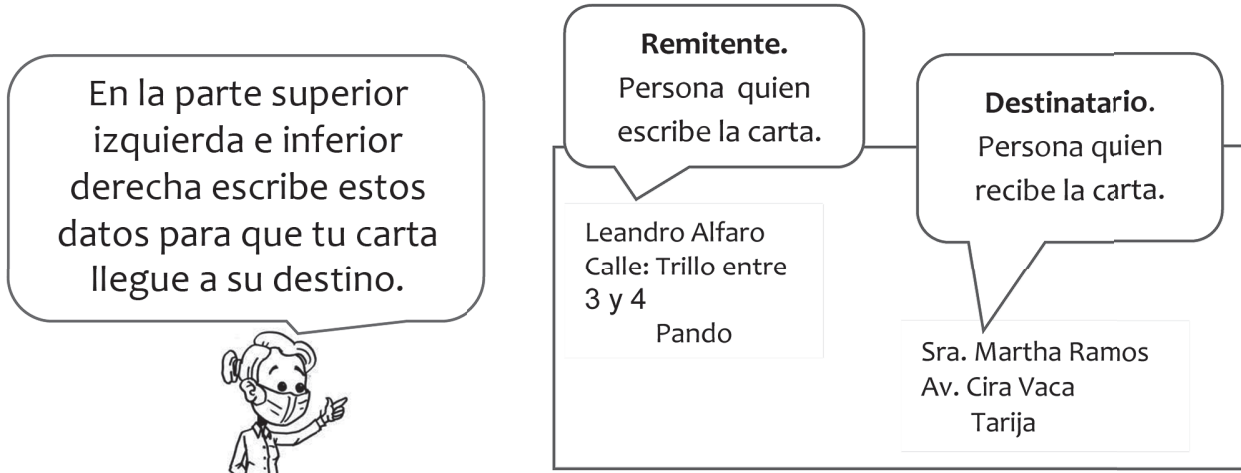 En la parte superior
izquierda e inferior
derecha escribe estos
datos para que tu carta
llegue a su destino.
Remitente.
Persona quien
escribe la carta.
Destinatario.
Persona quien
recibe la carta.
Leandro Alfaro
Calle: Trillo entre
3 y 4
Pando
Sra. Martha Ramos
Av. Cira Vaca
Tarija